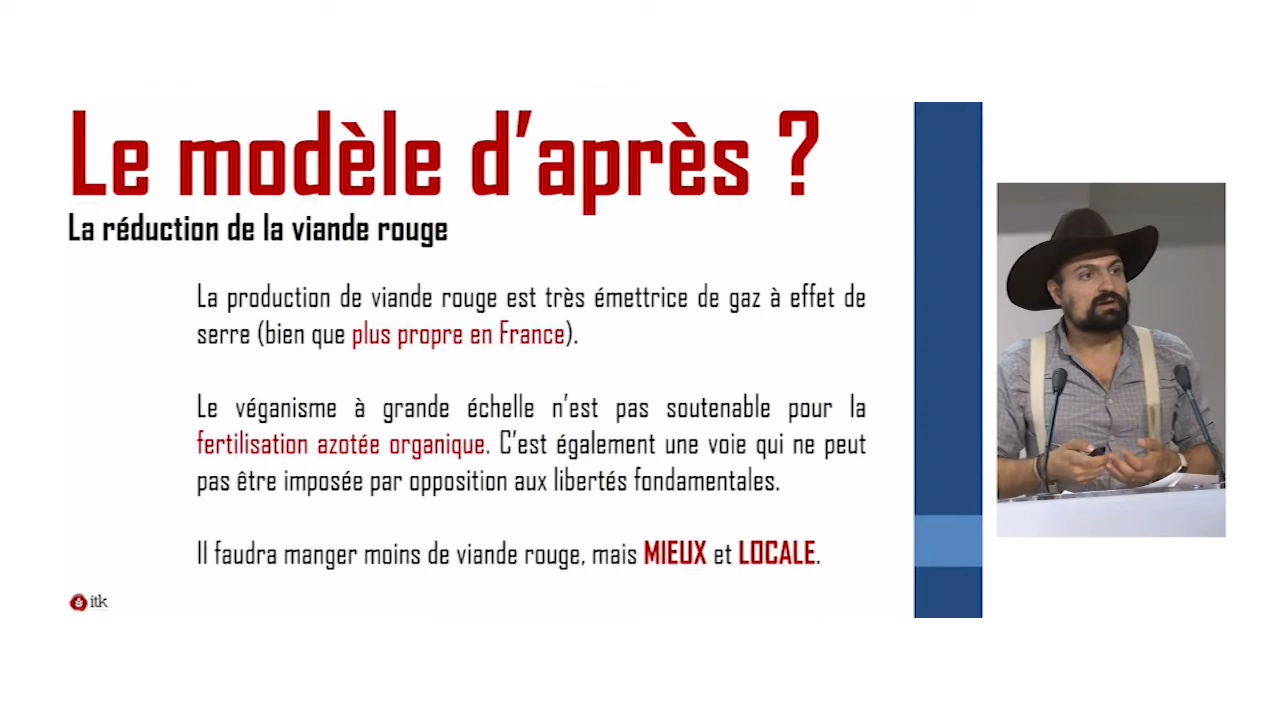 Le modèle d'après ?
La réduction de la viande rouge
La production de viande rouge est très émettrice de gaz à effet de
serre (bien que plus propre en France).
Le véganisme à grande échelle n'est pas soutenable pour la
fertilisation azotée organique. C'est également une voie qui ne peut
pas être imposée par opposition aux libertés fondamentales.
Il faudra manger moins de viande rouge, mais MIEUX et LOCALE.
itk